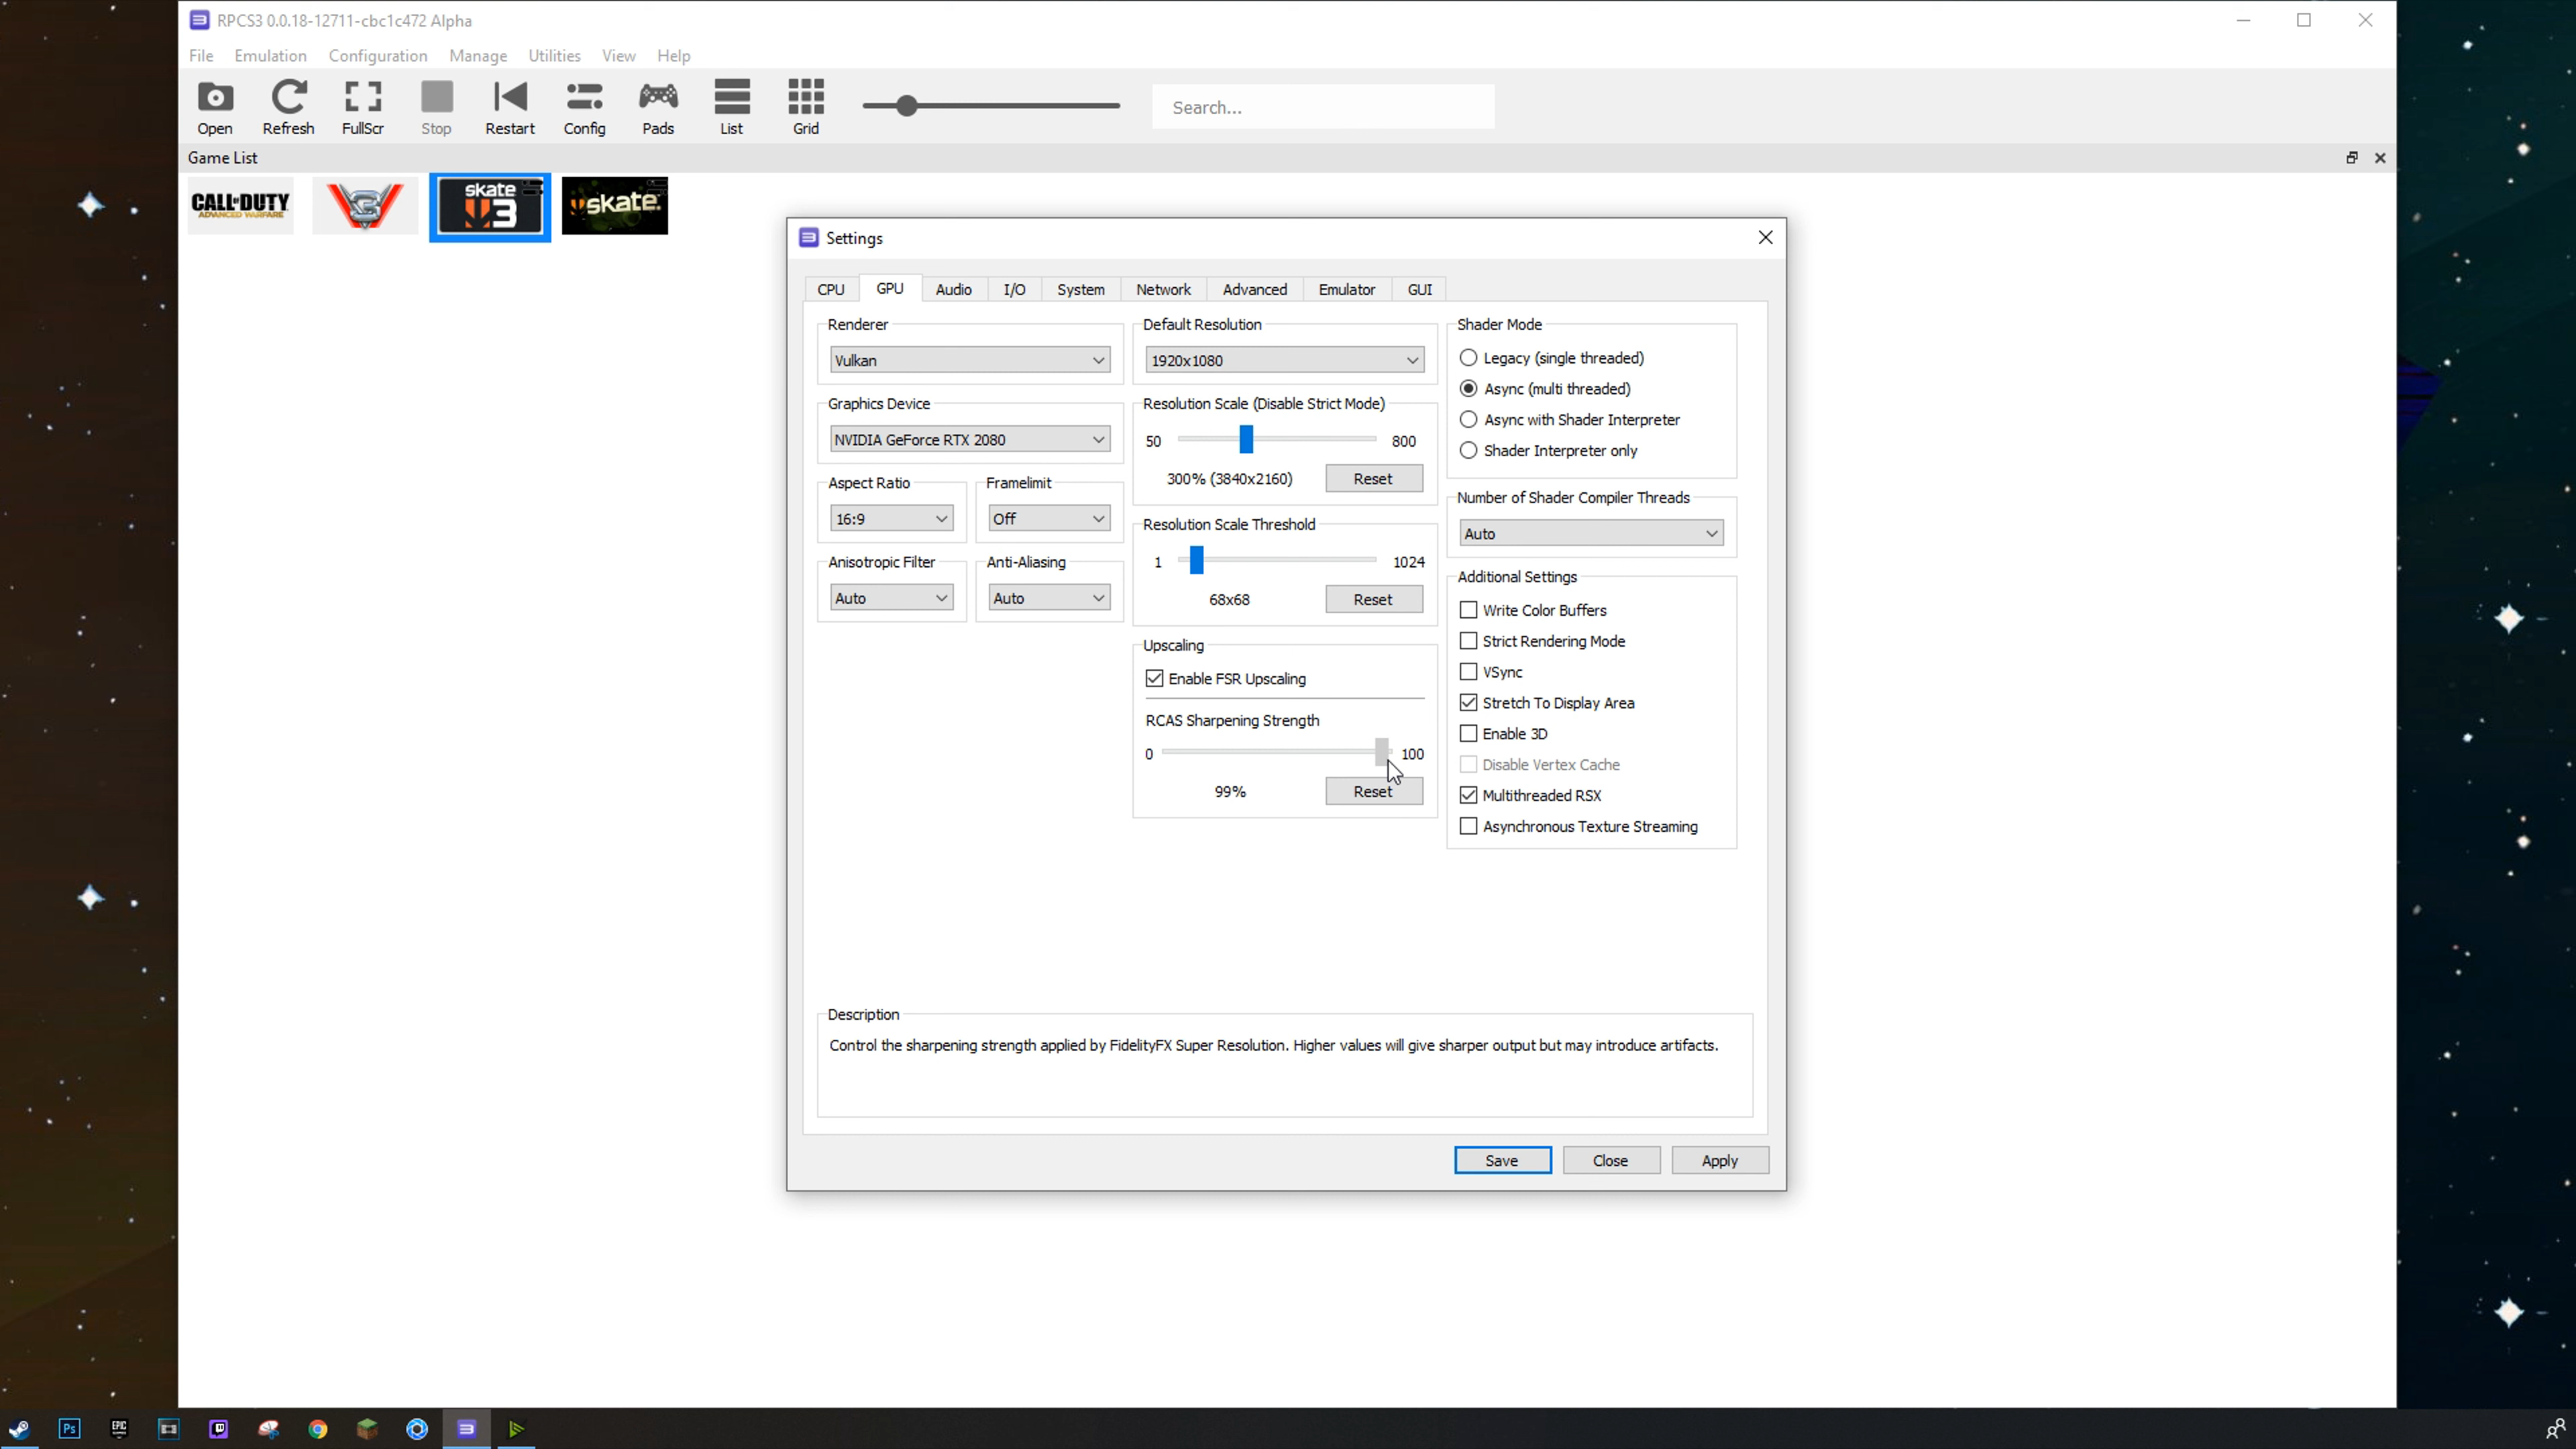 RPCS3 0.0.18-12711-cbc1c472 Alpha
File Emulation Configuration Manage Utilities View Help
Open Refresh FullScr Stop Restart Config Pads List Grid Search...
Game List
CALL OF DUTY
ADVANCED WARFARE
3
skate
3
skate.
Settings
CPU GPU Audio I/O System Network Advanced Emulator GUI
Renderer
Vulkan
Graphics Device
NVIDIA GeForce RTX 2080
Aspect Ratio
16:9
Framelimit
Off
Anisotropic Filter
Auto
Anti-Aliasing
Auto
Default Resolution
1920x1080
Resolution Scale (Disable Strict Mode)
50 800
300% (3840x2160) Reset
Resolution Scale Threshold
1 1024
68x68 Reset
Upscaling
Enable FSR Upscaling
RCAS Sharpening Strength
0 100
99% Reset
Shader Mode
Legacy (single threaded)
Async (multi threaded)
Async with Shader Interpreter
Shader Interpreter only
Number of Shader Compiler Threads
Auto
Additional Settings
Write Color Buffers
Strict Rendering Mode
VSync
Stretch To Display Area
Enable 3D
Disable Vertex Cache
Multithreaded RSX
Asynchronous Texture Streaming
Description
Control the sharpening strength applied by FidelityFX Super Resolution. Higher values will give sharper output but may introduce artifacts.
Save Close Apply
Ps EPIC GAMES